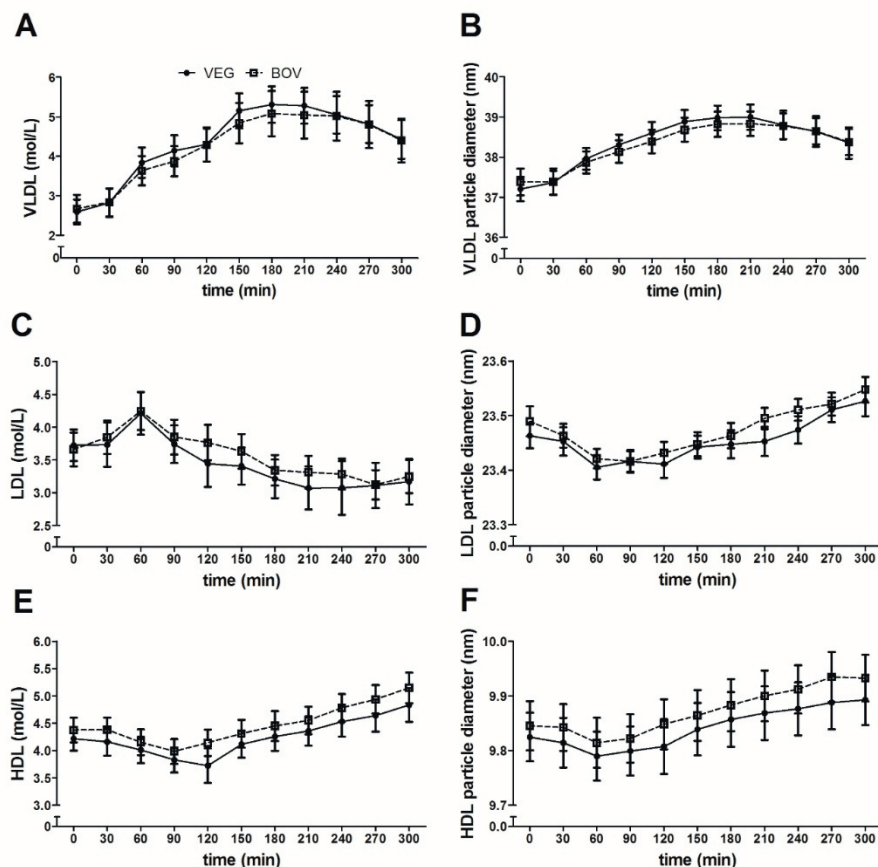 A
VEG BOV
VLDL (mol/L)
6
5
4
3
2
0
0 30 60 90 120 150 180 210 240 270 300
time (min)
B
VLDL particle diameter (nm)
40
39
38
37
36
0
0 30 60 90 120 150 180 210 240 270 300
time (min)
C
LDL (mol/L)
5.0
4.5
4.0
3.5
3.0
2.5
0
0 30 60 90 120 150 180 210 240 270 300
time (min)
D
LDL particle diameter (nm)
23.6
23.5
23.4
23.3
0.0
0 30 60 90 120 150 180 210 240 270 300
time (min)
E
HDL (mol/L)
6.0
5.5
5.0
4.5
4.0
3.5
3.0
0
0 30 60 90 120 150 180 210 240 270 300
time (min)
F
HDL particle diameter (nm)
10.0
9.9
9.8
9.7
0.0
0 30 60 90 120 150 180 210 240 270 300
time (min)